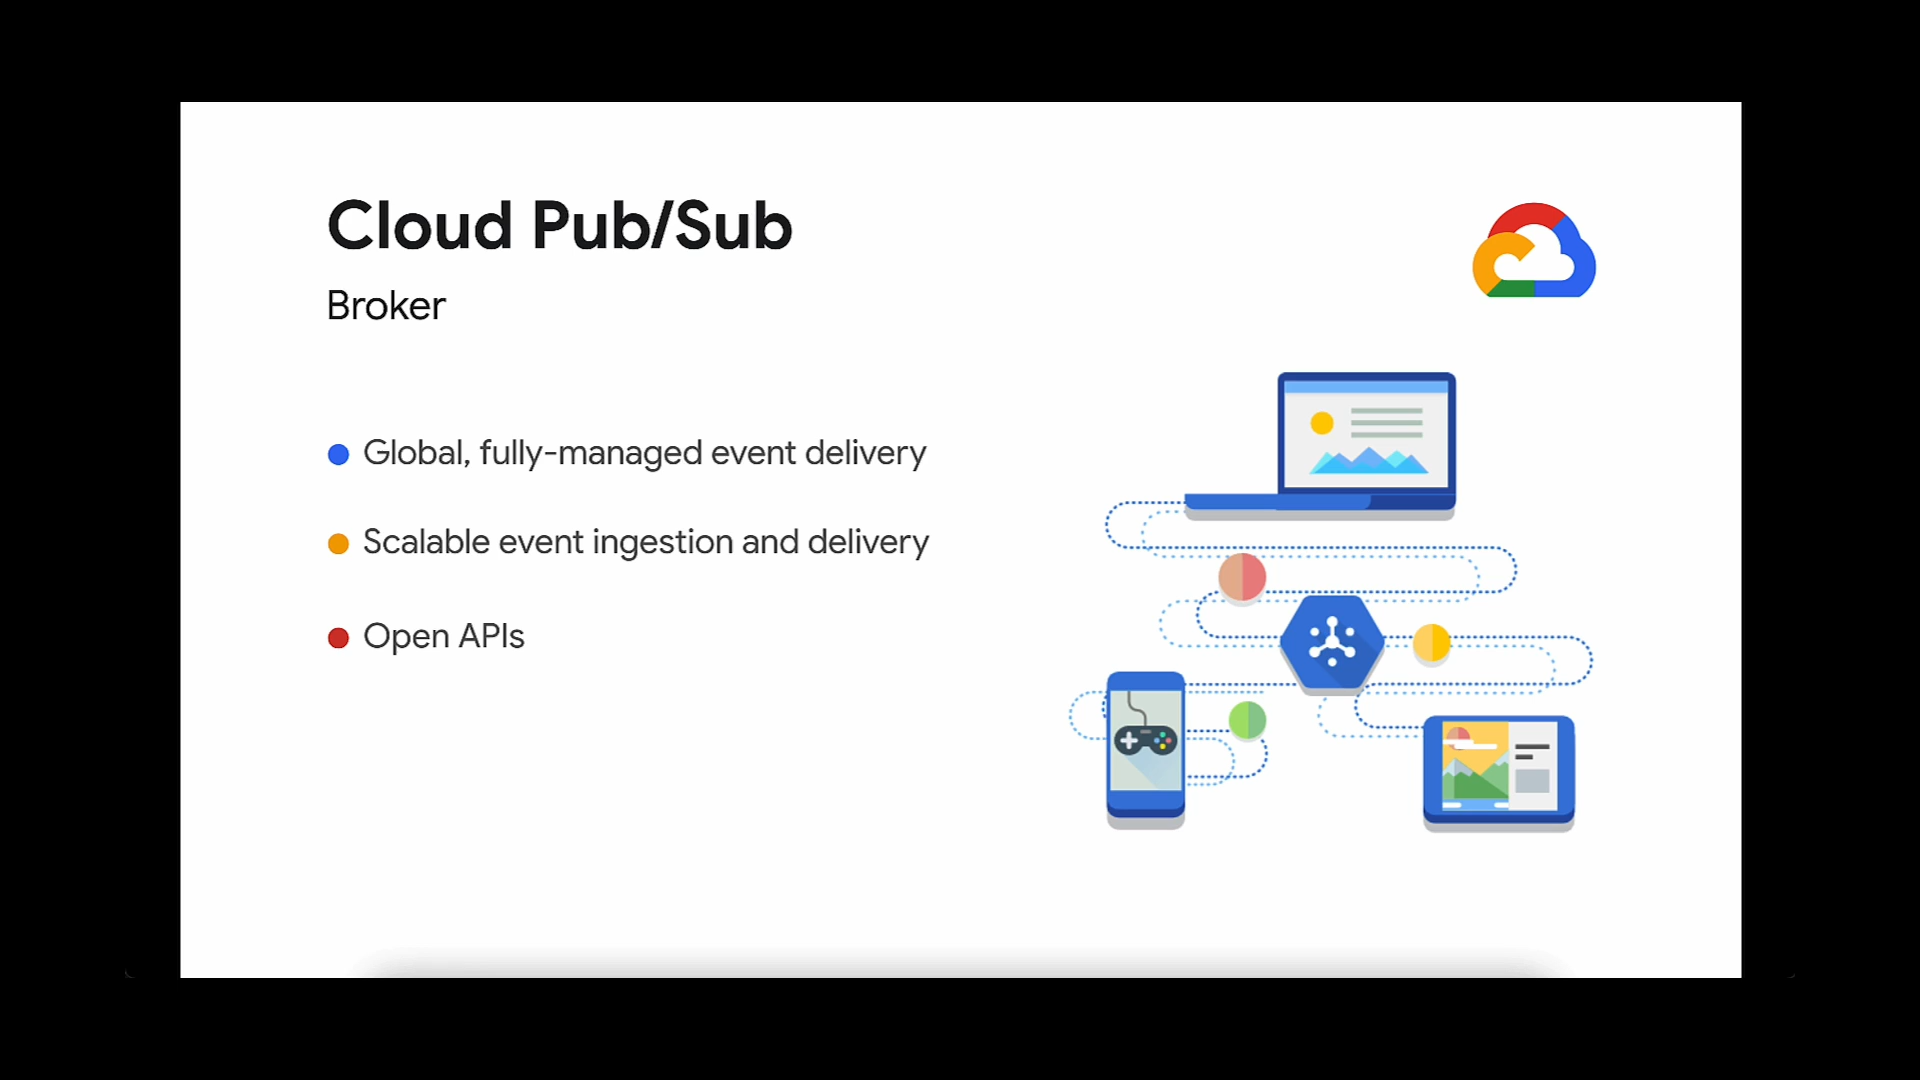 Cloud Pub/Sub
Broker
Global, fully-managed event delivery
Scalable event ingestion and delivery
Open APIs